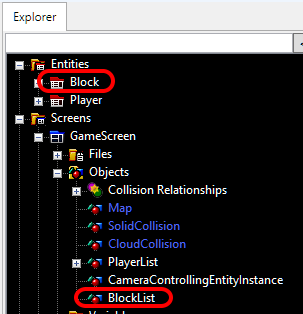 Explorer
Entities
Block
Player
Screens
GameScreen
Files
Objects
Collision Relationships
Map
SolidCollision
CloudCollision
PlayerList
CameraControllingEntityInstance
BlockList